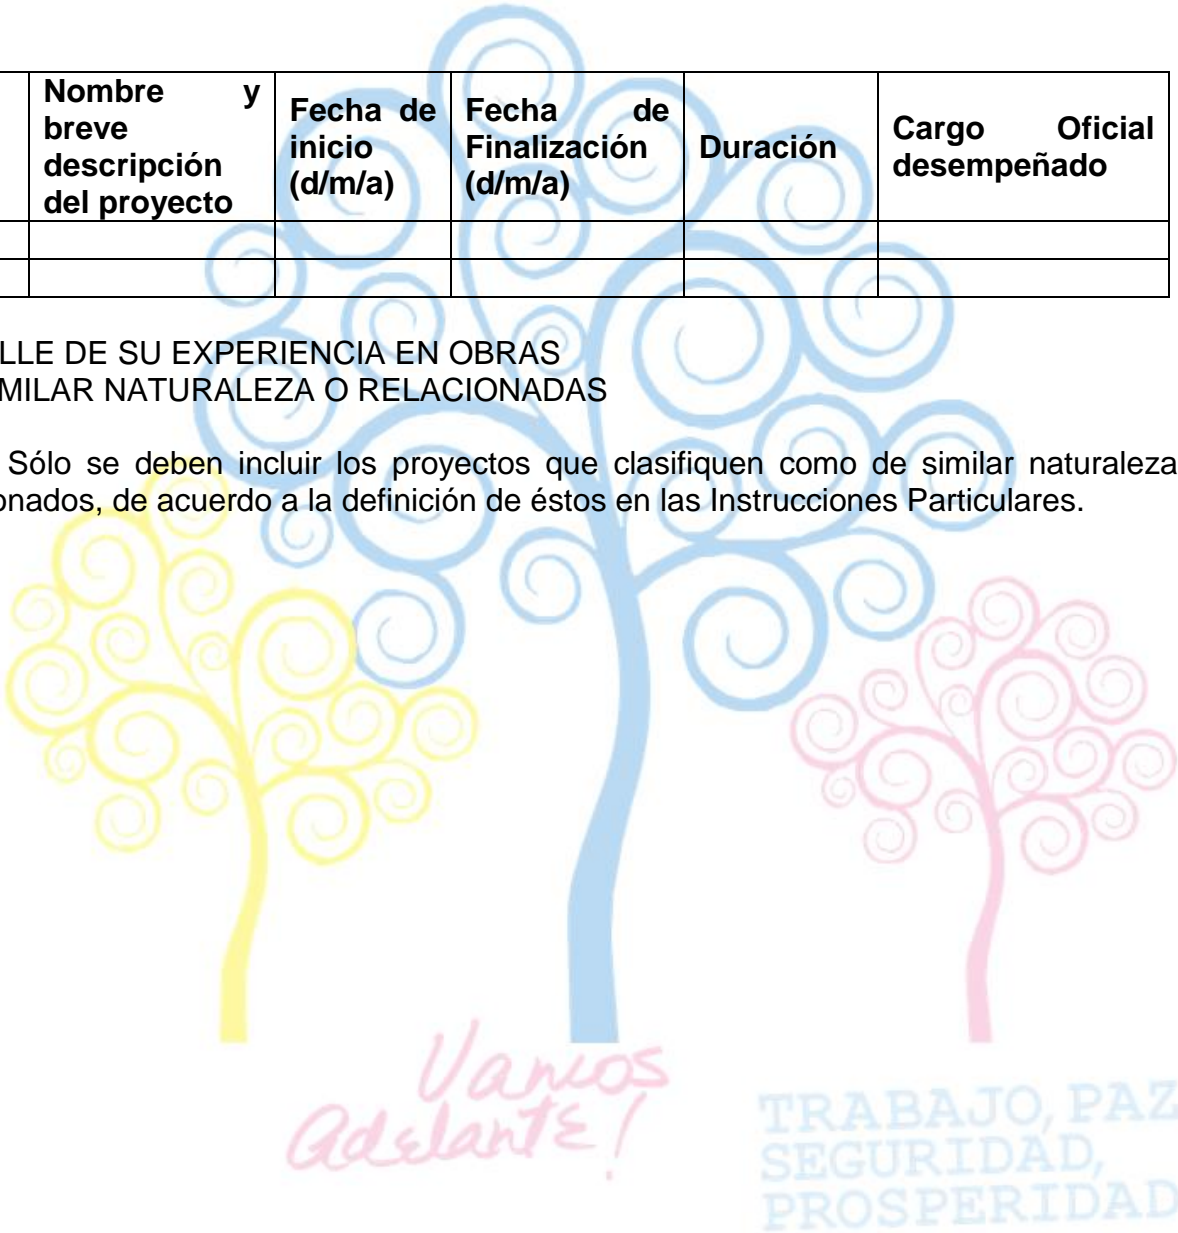 Nombre y
breve
descripción
del proyecto
Fecha de
inicio
(d/m/a)
Fecha de
Finalización
(d/m/a)
Duración
Cargo Oficial
desempeñado
LLE DE SU EXPERIENCIA EN OBRAS
MILAR NATURALEZA O RELACIONADAS
Sólo se deben incluir los proyectos que clasifiquen como de similar naturaleza
onados, de acuerdo a la definición de éstos en las Instrucciones Particulares.
Vamos
adelante!
TRABAJO, PAZ
SEGURIDAD,
PROSPERIDAD